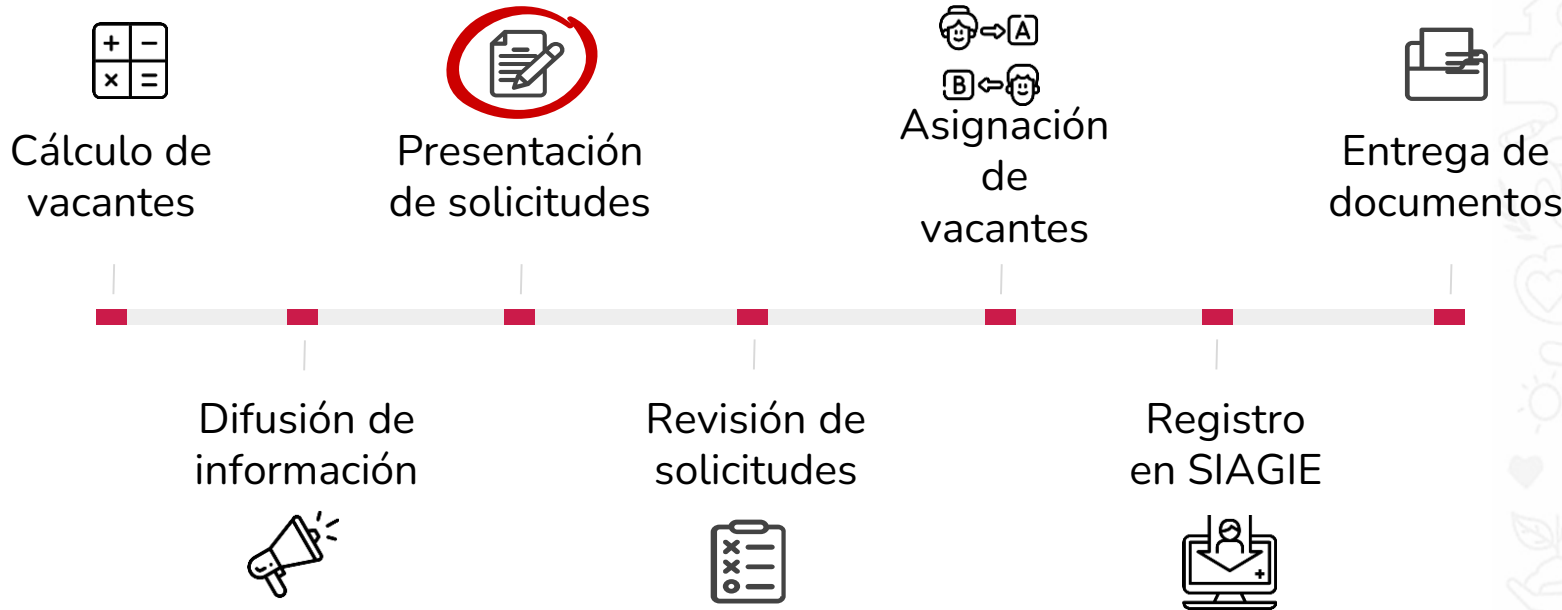 Cálculo de
vacantes
Presentación
de solicitudes
A
B
Asignación
de
vacantes
Entrega de
documentos
Difusión de
información
Revisión de
solicitudes
Registro
en SIAGIE